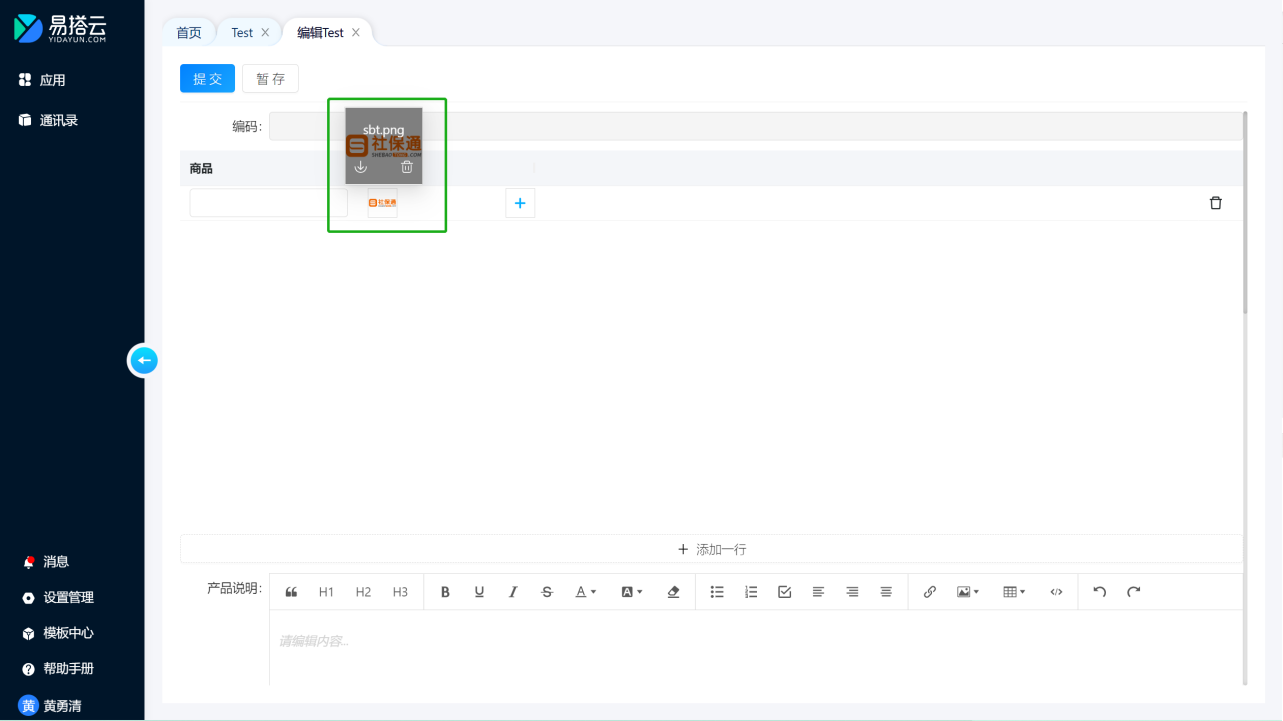 易搭云
YIDAYUN.COM
首页
Test
编辑Test
应用
通讯录
提 交
暂 存
编码:
sbt.png
社保通
商品
社保通
添加一行
产品说明:
H1 H2 H3 B U I S A A
请编辑内容...
消息
设置管理
模板中心
帮助手册
黄 黄勇清